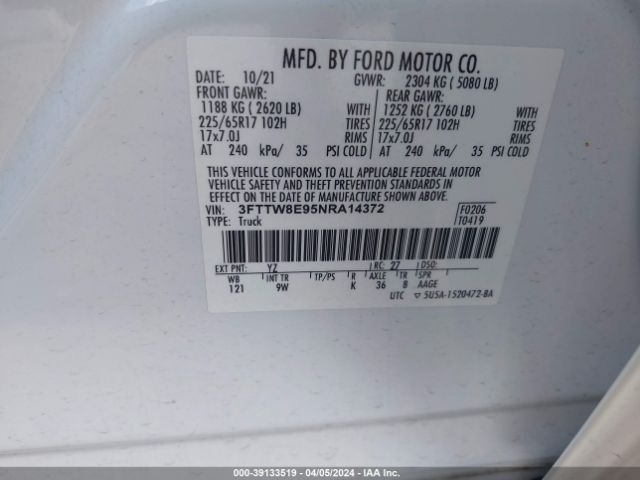 MFD. BY FORD MOTOR CO.
DATE: 10/21 GVWR: 2304 KG ( 5080 LB)
FRONT GAWR: REAR GAWR:
1188 KG ( 2620 LB) WITH 1252 KG ( 2760 LB) WITH
225/65R17 102H TIRES 225/65R17 102H TIRES
17x7.0J RIMS 17x7.0J RIMS
AT 240 kPa/ 35 PSI COLD AT 240 kPa/ 35 PSI COLD
THIS VEHICLE CONFORMS TO ALL APPLICABLE FEDERAL MOTOR
VEHICLE SAFETY AND THEFT PREVENTION STANDARDS IN
EFFECT ON THE DATE OF MANUFACTURE SHOWN ABOVE.
VIN: 3FTTW8E95NRA14372 F0206
TYPE: Truck T0419
EXT PNT: YZ RC: 27 DSO:
WB INT TR TP/PS R AXLE TR SPR
121 9W K 36 8 AAGE
UTC ▽ 5U5A-1520472-BA
000-39133519 / 04/05/2024 - IAA Inc.